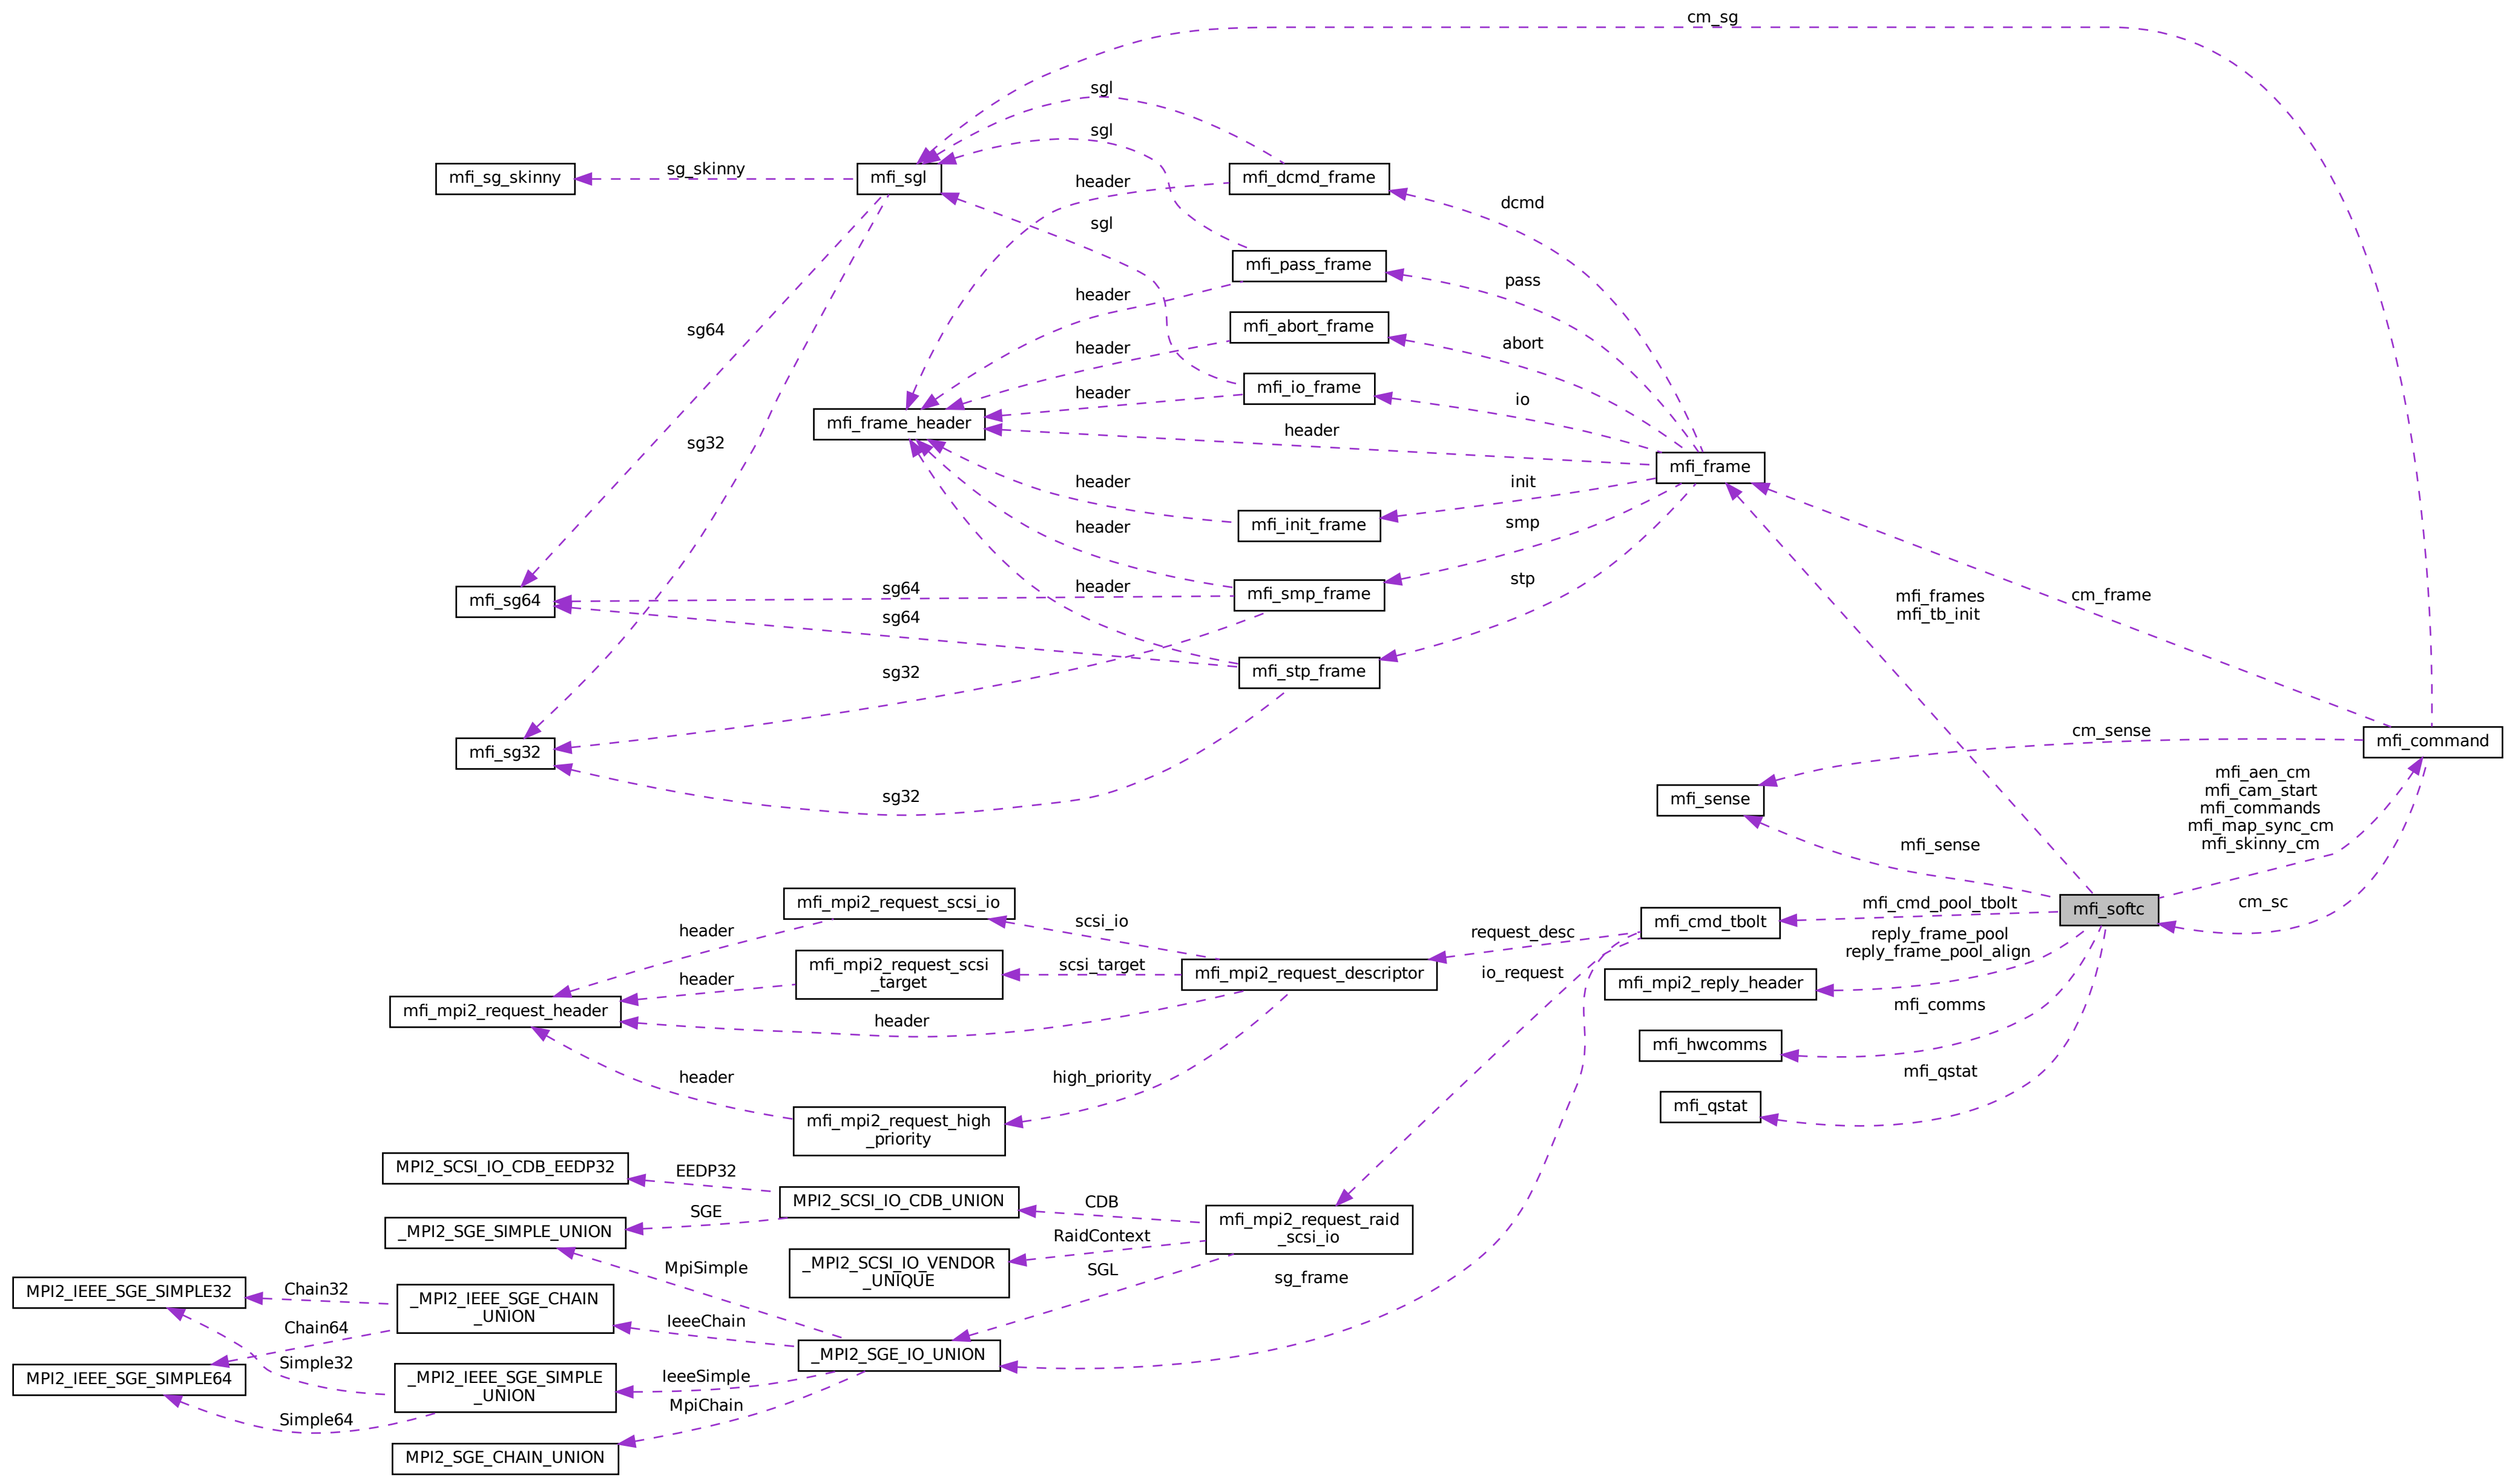 cm_sg
sgl
sgl
mfi_sg_skinny
sg_skinny
mfi_sgl
header
mfi_dcmd_frame
dcmd
sgl
mfi_pass_frame
pass
header
mfi_abort_frame
abort
sg64
header
mfi_io_frame
io
header
mfi_frame_header
header
sg32
mfi_frame
header
init
mfi_init_frame
header
smp
header
stp
sg64
mfi_smp_frame
mfi_sg64
sg64
mfi_frames
mfi_tb_init
cm_frame
sg32
mfi_stp_frame
mfi_sg32
cm_sense
mfi_command
sg32
mfi_sense
mfi_aen_cm
mfi_cam_start
mfi_commands
mfi_map_sync_cm
mfi_skinny_cm
mfi_sense
mfi_mpi2_request_scsi_io
scsi_io
mfi_cmd_pool_tbolt
mfi_softc
cm_sc
header
request_desc
mfi_cmd_tbolt
reply_frame_pool
reply_frame_pool_align
mfi_mpi2_request_scsi
_target
scsi_target
mfi_mpi2_request_descriptor
io_request
header
mfi_mpi2_reply_header
mfi_mpi2_request_header
header
mfi_comms
mfi_hwcomms
header
high_priority
mfi_qstat
mfi_mpi2_request_high
_priority
mfi_qstat
MPI2_SCSI_IO_CDB_EEDP32
EEDP32
MPI2_SCSI_IO_CDB_UNION
CDB
mfi_mpi2_request_raid
_scsi_io
SGE
_MPI2_SGE_SIMPLE_UNION
RaidContext
_MPI2_SCSI_IO_VENDOR
_UNIQUE
MpiSimple
SGL
sg_frame
MPI2_IEEE_SGE_SIMPLE32
Chain32
_MPI2_IEEE_SGE_CHAIN
_UNION
IeeeChain
Chain64
_MPI2_SGE_IO_UNION
Simple32
MPI2_IEEE_SGE_SIMPLE64
_MPI2_IEEE_SGE_SIMPLE
_UNION
IeeeSimple
MpiChain
Simple64
MPI2_SGE_CHAIN_UNION